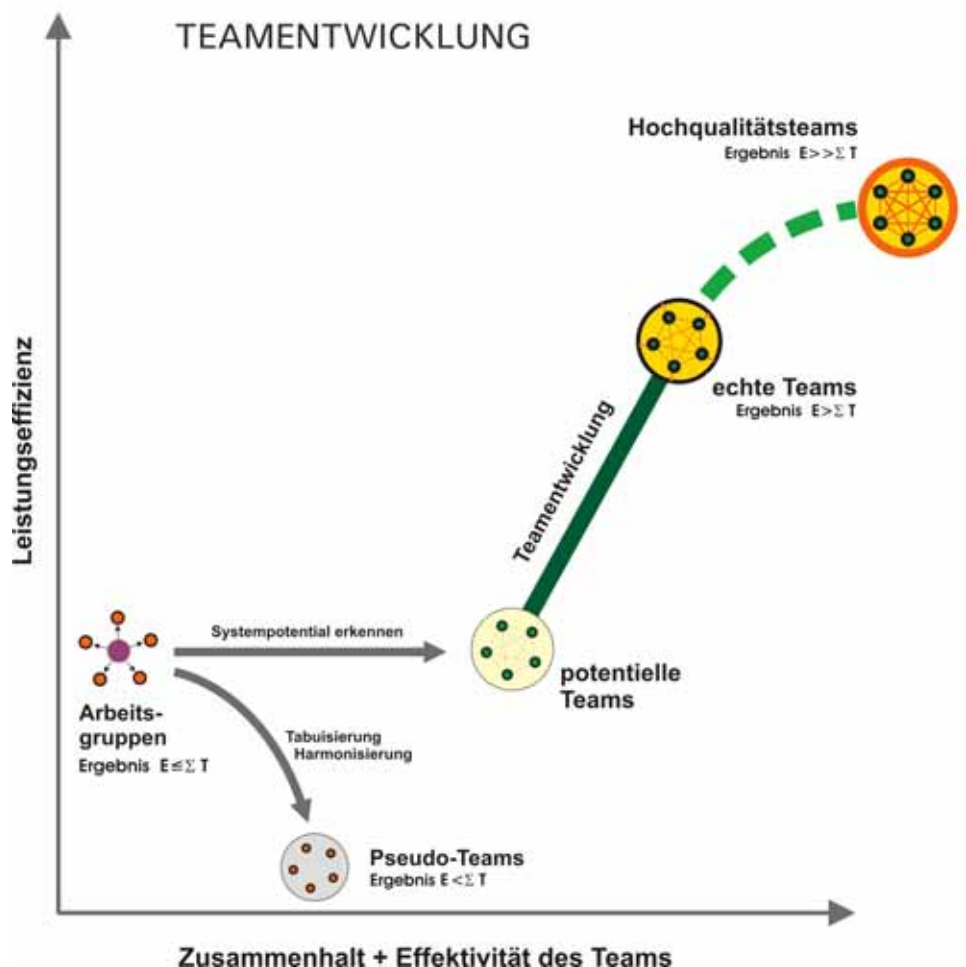 TEAMENTWICKLUNG
Hochqualitätsteams
Ergebnis E>>Σ T
echte Teams
Ergebnis E>Σ T
Teamentwicklung
Leistungseffizienz
Systempotential erkennen
potentielle
Teams
Arbeits-
gruppen
Ergebnis E≦Σ T
Tabuisierung
Harmonisierung
Pseudo-Teams
Ergebnis E<Σ T
Zusammenhalt + Effektivität des Teams